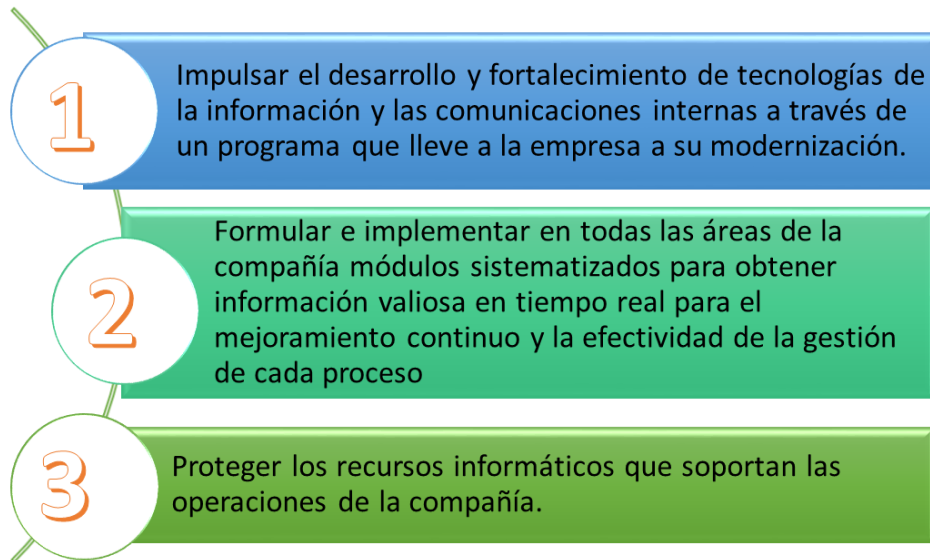 1
Impulsar el desarrollo y fortalecimiento de tecnologías de
la información y las comunicaciones internas a través de
un programa que lleve a la empresa a su modernización.
2
Formular e implementar en todas las áreas de la
compañía módulos sistematizados para obtener
información valiosa en tiempo real para el
mejoramiento continuo y la efectividad de la gestión
de cada proceso
3
Proteger los recursos informáticos que soportan las
operaciones de la compañía.